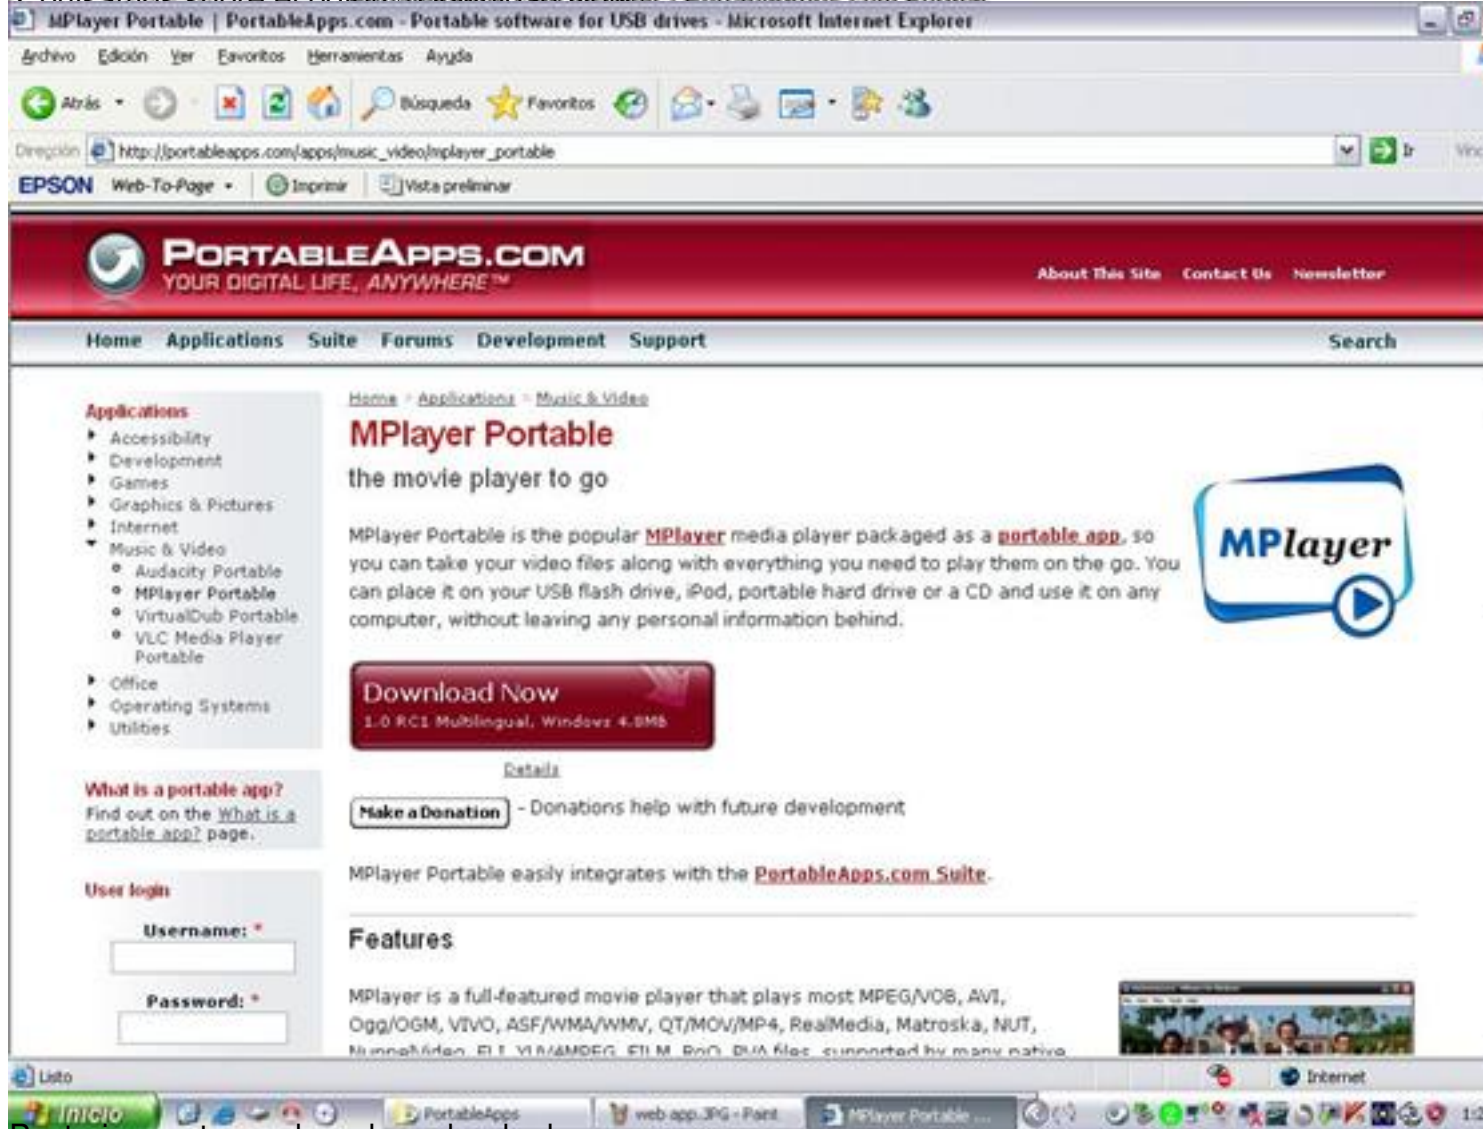 MPlayer Portable | PortableApps.com - Portable software for USB drives - Microsoft Internet Explorer
Archivo Edición Ver Favoritos Herramientas Ayuda
Atrás Búsqueda Favoritos
Dirección http://portableapps.com/apps/music_video/mplayer_portable Ir
EPSON Web-To-Page Imprimir Vista preliminar
PORTABLEAPPS.COM
YOUR DIGITAL LIFE, ANYWHERE™
About This Site Contact Us Newsletter
Home Applications Suite Forums Development Support Search
Applications
Accessibility
Development
Games
Graphics & Pictures
Internet
Music & Video
Audacity Portable
MPlayer Portable
VirtualDub Portable
VLC Media Player
Portable
Office
Operating Systems
Utilities
What is a portable app?
Find out on the What is a
portable app? page.
User login
Username: *
Password: *
Home > Applications > Music & Video
MPlayer Portable
the movie player to go
MPlayer
MPlayer Portable is the popular MPlayer media player packaged as a portable app, so
you can take your video files along with everything you need to play them on the go. You
can place it on your USB flash drive, iPod, portable hard drive or a CD and use it on any
computer, without leaving any personal information behind.
Download Now
1.0 RC1 Multilingual, Windows 4.8MB
Details
Make a Donation - Donations help with future development
MPlayer Portable easily integrates with the PortableApps.com Suite.
Features
MPlayer is a full-featured movie player that plays most MPEG/VOB, AVI,
Ogg/OGM, VIVO, ASF/WMA/WMV, QT/MOV/MP4, RealMedia, Matroska, NUT,
NuppelVideo, FLI, YUV4MPEG, FILM, RoQ, PVA files, supported by many native,
Listo Internet
Inicio PortableApps web app.JPG - Paint MPlayer Portable ...